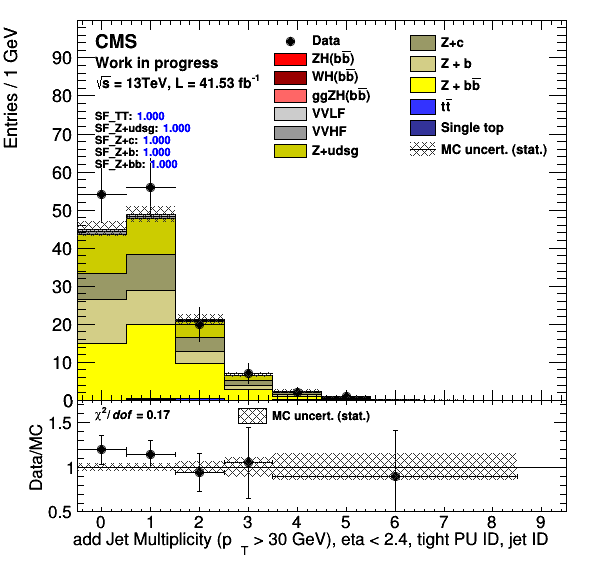 Entries / 1 GeV
CMS
Work in progress
√s = 13TeV, L = 41.53 fb⁻¹
SF_TT: 1.000
SF_Z+udsg: 1.000
SF_Z+c: 1.000
SF_Z+b: 1.000
SF_Z+bb: 1.000
Data
ZH(bb̅)
WH(bb̅)
ggZH(bb̅)
VVLF
VVHF
Z+udsg
Z+c
Z + b
Z + bb̅
tt̅
Single top
MC uncert. (stat.)
90
80
70
60
50
40
30
20
10
0
χ²/ dof = 0.17
MC uncert. (stat.)
Data/MC
1.5
1
0.5
0 1 2 3 4 5 6 7 8 9
add Jet Multiplicity (p_T > 30 GeV), eta < 2.4, tight PU ID, jet ID